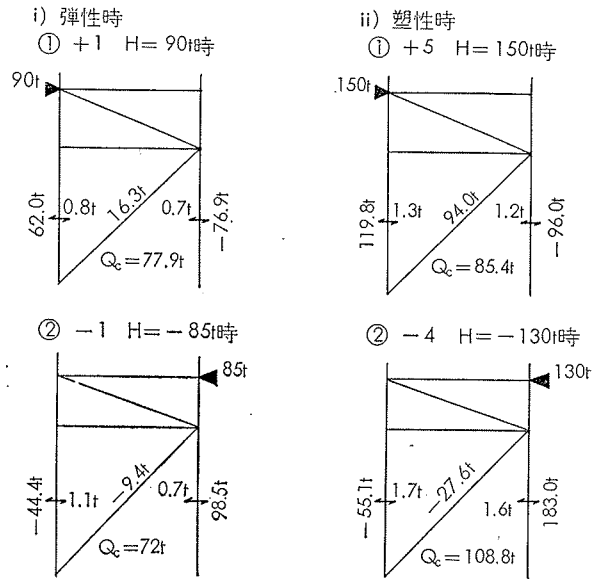 i) 弾性時
① +1 H= 90t時
90t
62.0t
0.8t
16.3t
0.7t
-76.9t
Qc=77.9t
② -1 H=-85t時
85t
-44.4t
1.1t
-9.4t
0.7t
98.5t
Qc=72t
ii) 塑性時
① +5 H=150t時
150t
119.8t
1.3t
94.0t
1.2t
-96.0t
Qc=85.4t
② -4 H=-130t時
130t
-55.1t
1.7t
-27.6t
1.6t
183.0t
Qc=108.8t